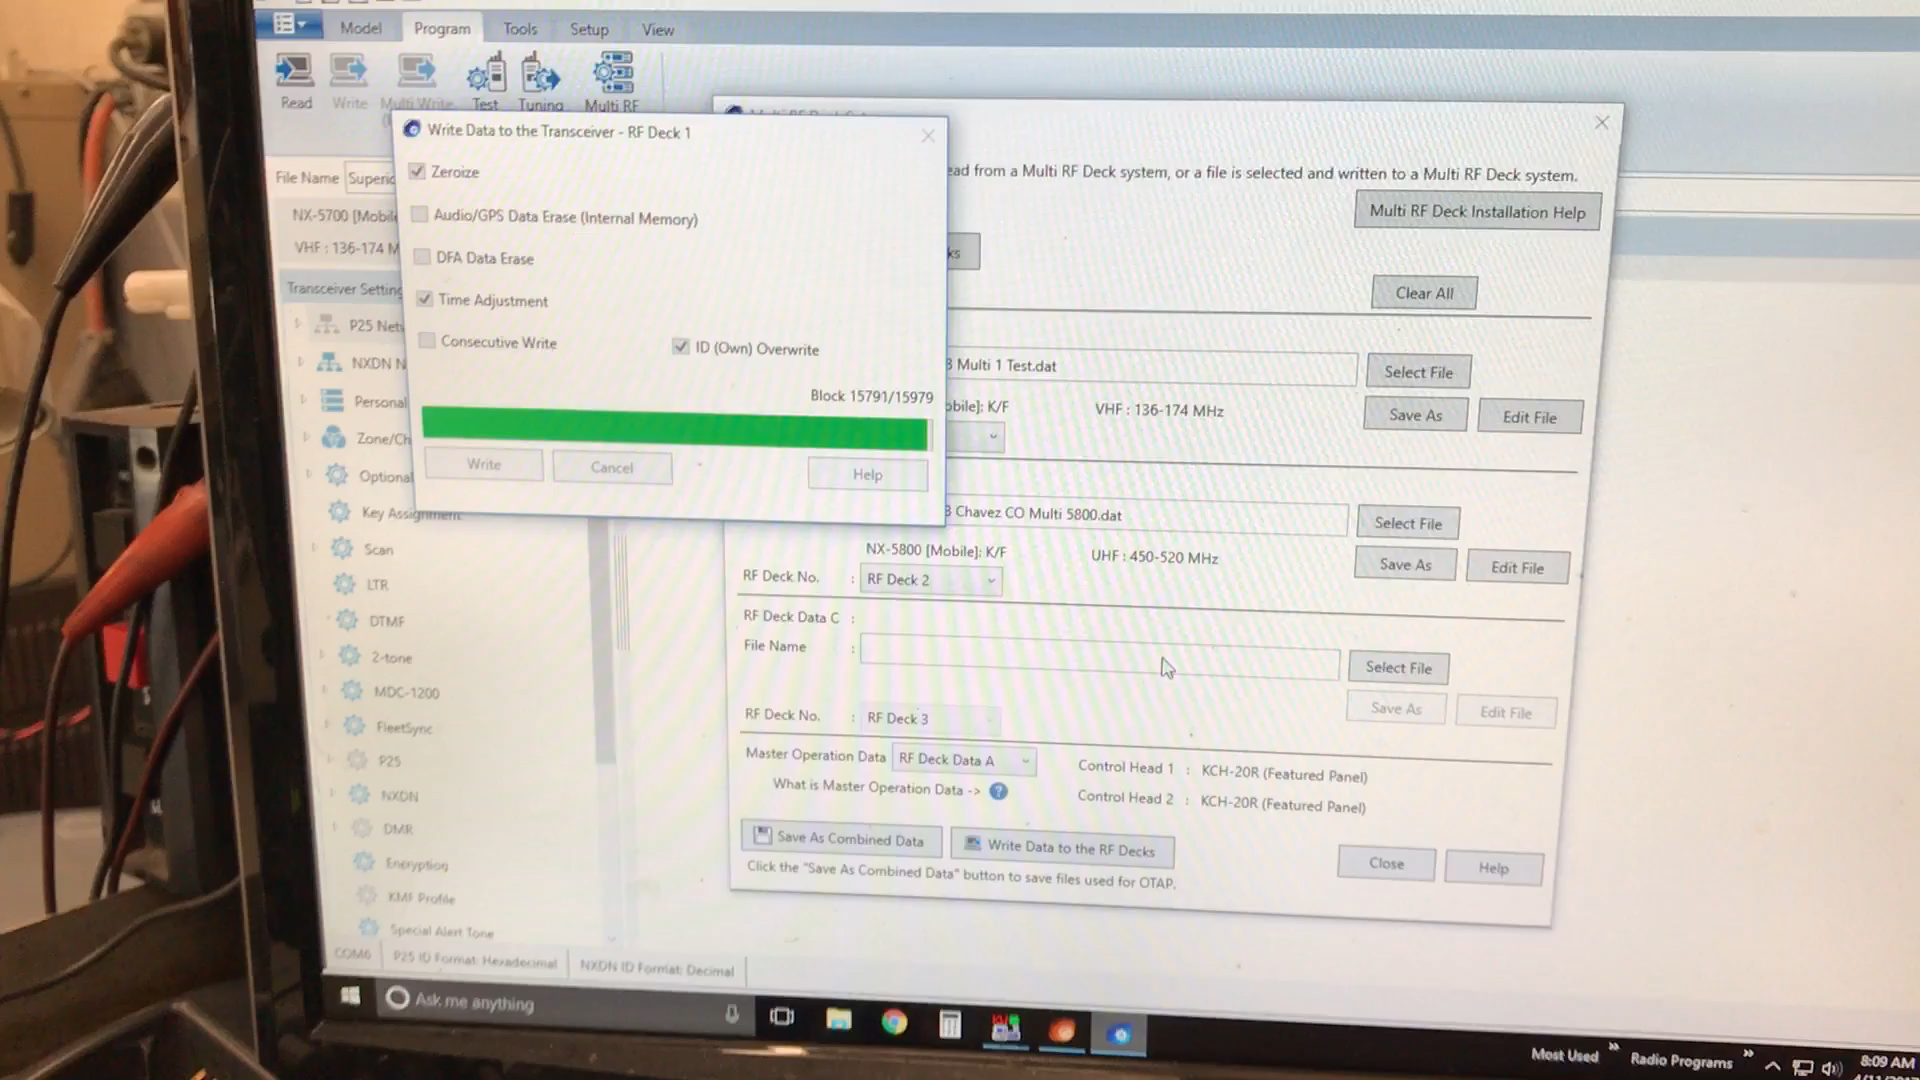 Model Program Tools Setup View
Read Write Multi Write Test Tuning Multi RF
File Name
NX-5700
VHF : 136-174 M
P25
NXDN N
Personal
Zone/Ch
Optional
Key Assignment
Scan
LTR
DTMF
2-tone
MDC-1200
FleetSync
P25
NXDN
DMR
Encryption
KMF Profile
Special Alert Tone
COM6 P25 ID Format: Hexadecimal NXDN ID Format: Decimal
Write Data to the Transceiver - RF Deck 1
Zeroize
Audio/GPS Data Erase (Internal Memory)
DFA Data Erase
Time Adjustment
Consecutive Write ID (Own) Overwrite
Block 15791/15979
Write Cancel Help
from a Multi RF Deck system, or a file is selected and written to a Multi RF Deck system.
Multi RF Deck Installation Help
Clear All
Multi 1 Test.dat Select File
K/F VHF : 136-174 MHz Save As Edit File
Chavez CO Multi 5800.dat Select File
NX-5800 [Mobile]: K/F UHF : 450-520 MHz Save As Edit File
RF Deck No. : RF Deck 2
RF Deck Data C :
File Name : Select File
Save As Edit File
RF Deck No. : RF Deck 3
Master Operation Data RF Deck Data A Control Head 1 : KCH-20R (Featured Panel)
What is Master Operation Data -> ? Control Head 2 : KCH-20R (Featured Panel)
Save As Combined Data Write Data to the RF Decks Close Help
Click the "Save As Combined Data" button to save files used for OTAP.
Ask me anything
Most Used » Radio Programs » 8:09 AM